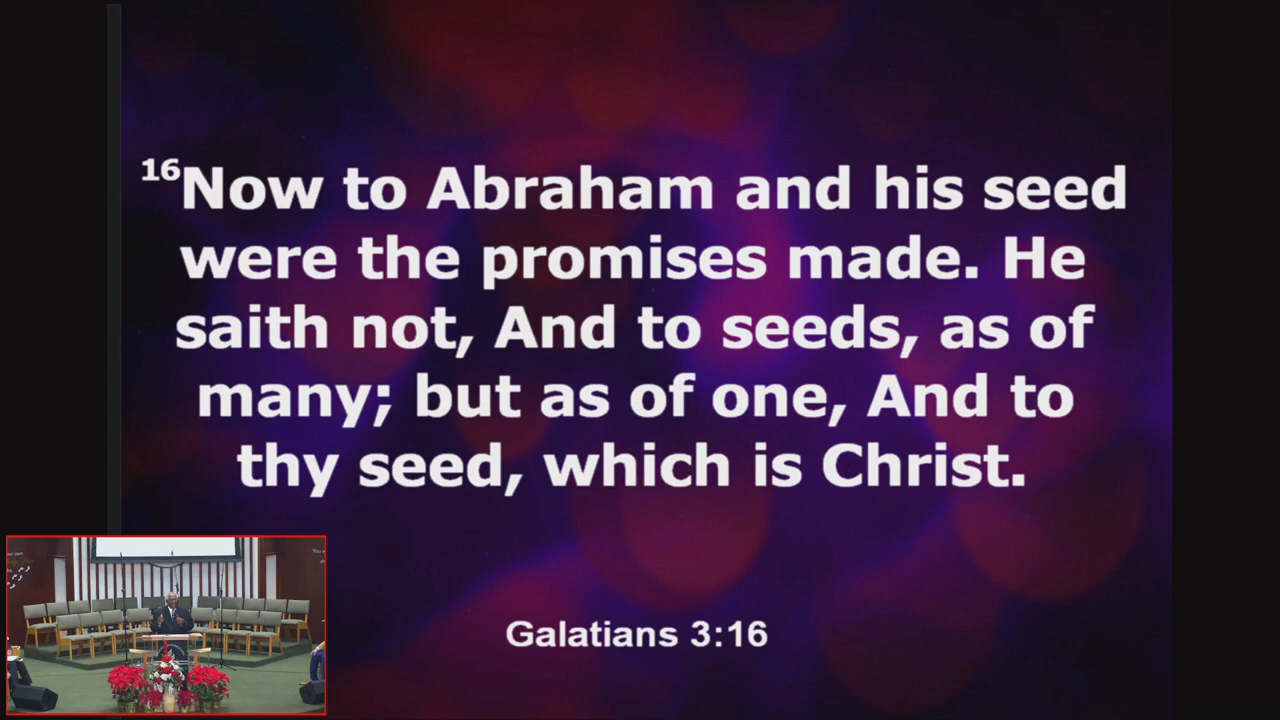 16Now to Abraham and his seed
were the promises made. He
saith not, And to seeds, as of
many; but as of one, And to
thy seed, which is Christ.
Galatians 3:16